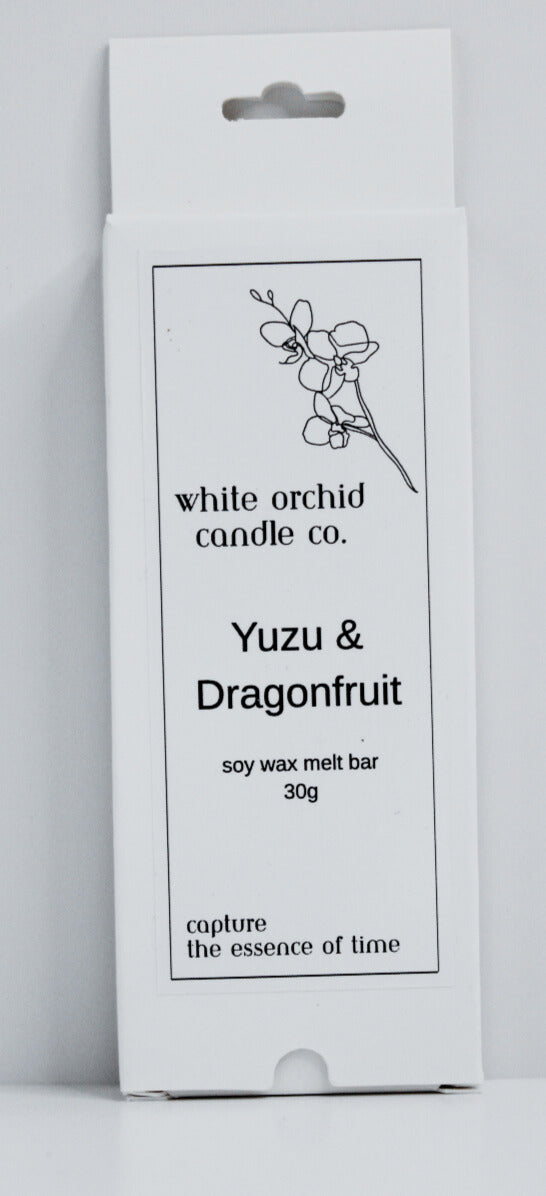 white orchid
candle co.
Yuzu &
Dragonfruit
soy wax melt bar
30g
capture
the essence of time